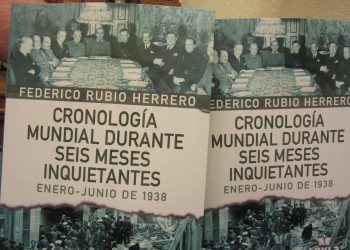 FEDERICO RUBIO HERRERO
CRONOLOGÍA
MUNDIAL DURANTE
SEIS MESES
INQUIETANTES
ENERO-JUNIO DE 1938
FEDERICO RUBIO HERRERO
CRONOLOGÍA
MUNDIAL DURANTE
SEIS MESES
INQUIETANTES
ENERO-JUNIO DE 1938